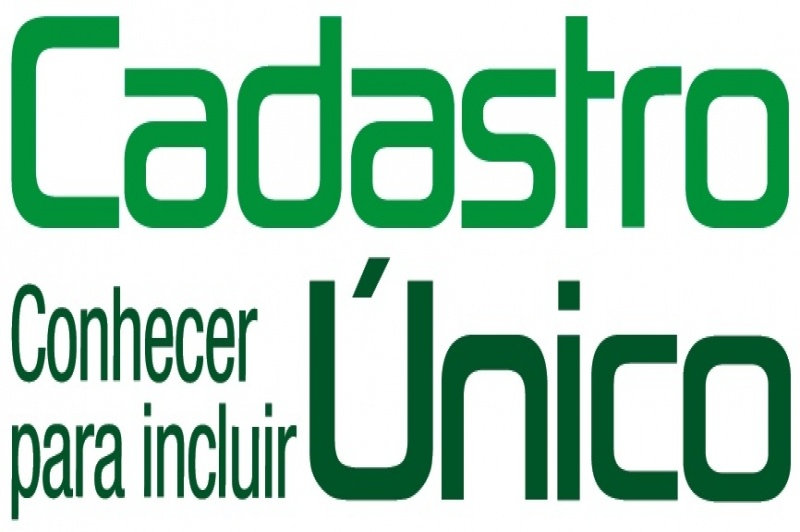 Cadastro
Único
Conhecer
para incluir